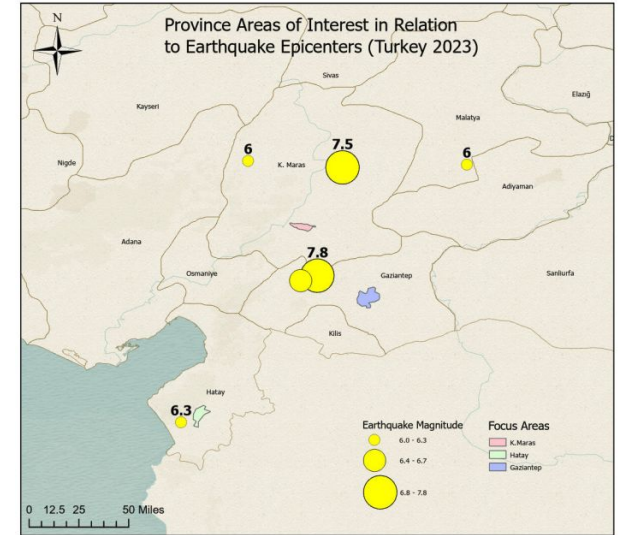 Province Areas of Interest in Relation
to Earthquake Epicenters (Turkey 2023)
N
Sivas
Elazığ
Kayseri
Malatya
6
7.5
6
Nigde
K. Maras
Adiyaman
Adana
7.8
Osmaniye
Gaziantep
Sanliurfa
Kilis
Hatay
6.3
Earthquake Magnitude
6.0 - 6.3
6.4 - 6.7
6.8 - 7.8
Focus Areas
K.Maras
Hatay
Gaziantep
0 12.5 25 50 Miles